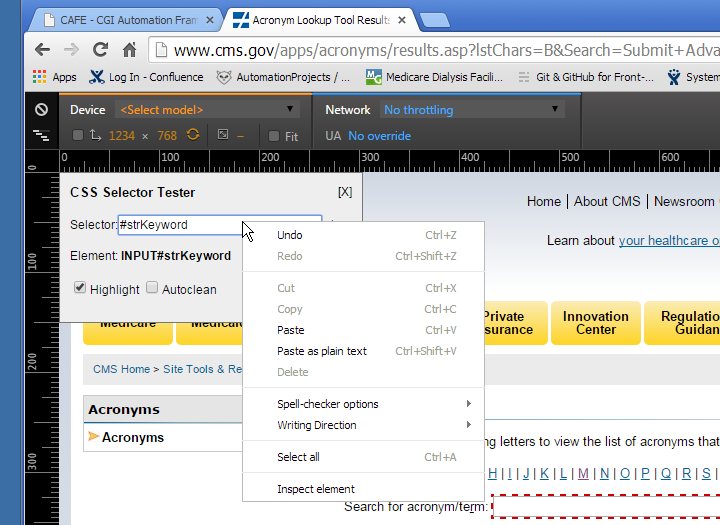 CAFE - CGI Automation Fram
Acronym Lookup Tool Results
www.cms.gov/apps/acronyms/results.asp?lstChars=B&Search=Submit+Adva
Apps Log In - Confluence AutomationProjects / ... Medicare Dialysis Facili... Git & GitHub for Front-... System
Device <Select model> Network No throttling
1234 × 768 – Fit UA No override
0 100 200 300 400 500 600
CSS Selector Tester [X]
Selector: #strKeyword
Element: INPUT#strKeyword
Highlight Autoclean
Undo Ctrl+Z
Redo Ctrl+Shift+Z
Cut Ctrl+X
Copy Ctrl+C
Paste Ctrl+V
Paste as plain text Ctrl+Shift+V
Delete
Spell-checker options
Writing Direction
Select all Ctrl+A
Inspect element
Home | About CMS | Newsroom
Learn about your healthcare o
Medicare
Private
surance
Innovation
Center
Regulatio
Guidan
CMS Home > Site Tools & Re
Acronyms
Acronyms
ng letters to view the list of acronyms that
H | I | J | K | L | M | N | O | P | Q | R | S |
Search for acronym/term:
0
100
200
300